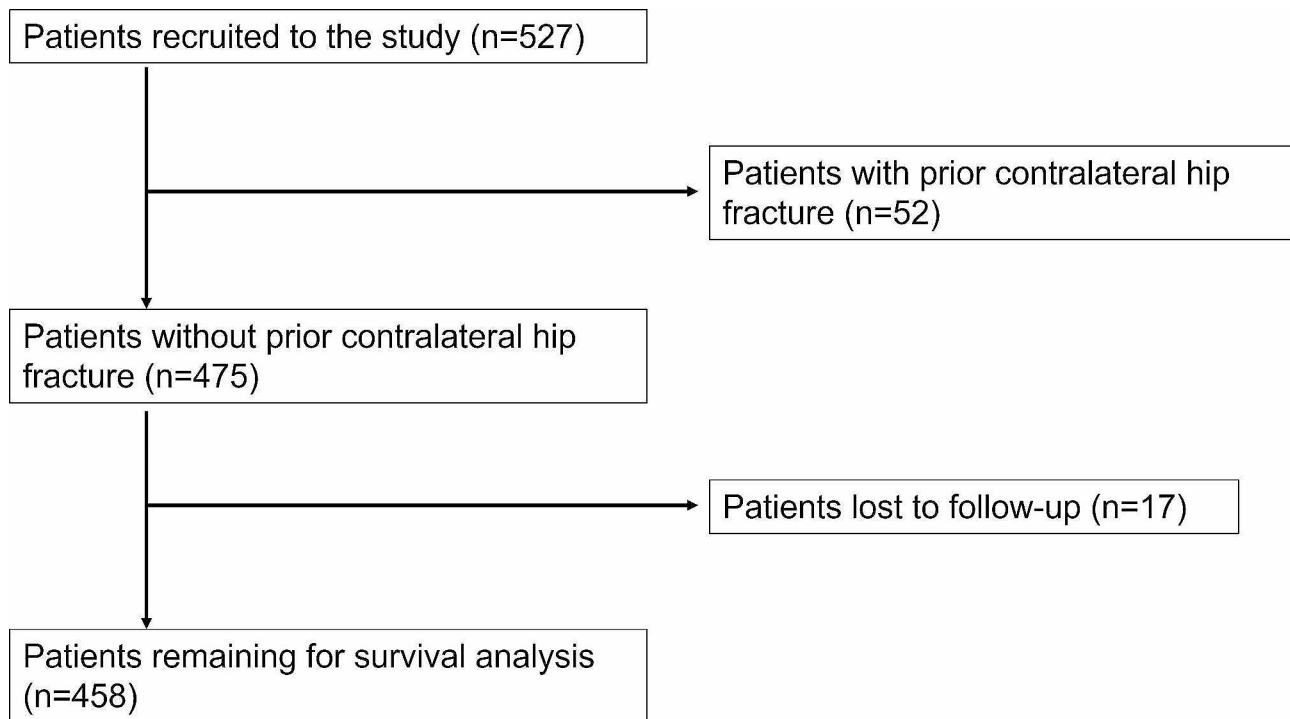 Patients recruited to the study (n=527)
Patients with prior contralateral hip
fracture (n=52)
Patients without prior contralateral hip
fracture (n=475)
Patients lost to follow-up (n=17)
Patients remaining for survival analysis
(n=458)